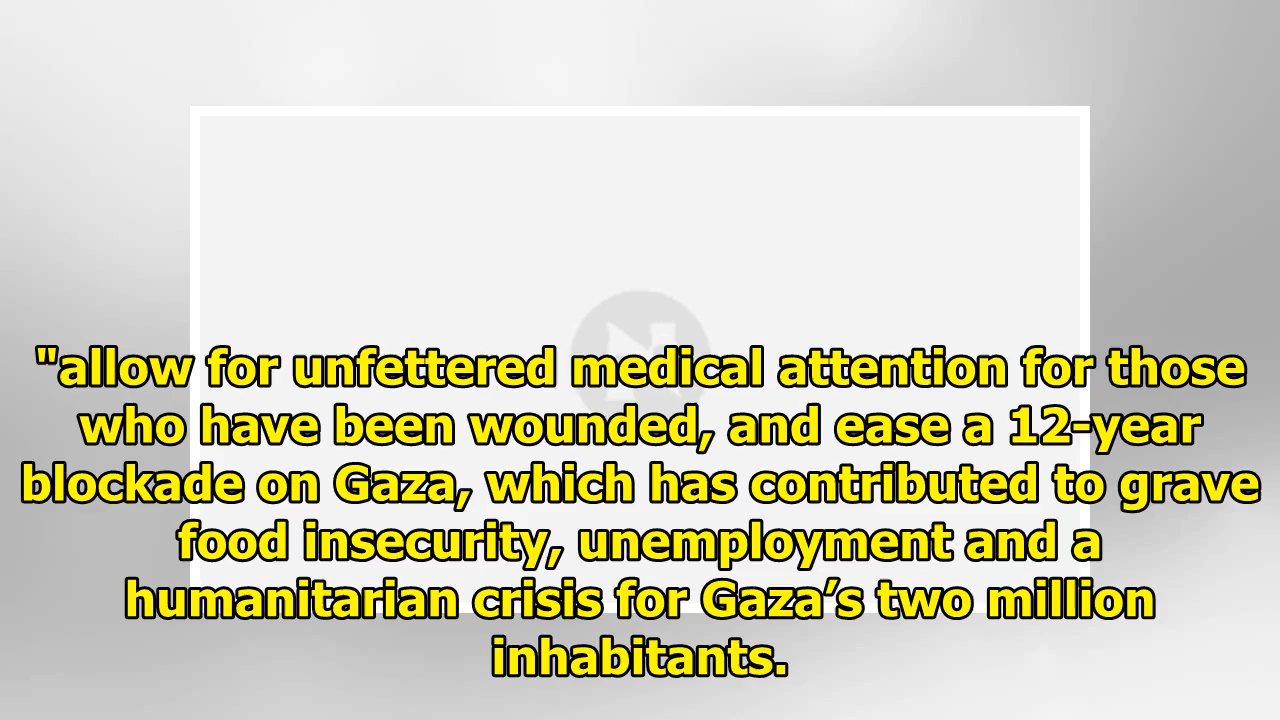 "allow for unfettered medical attention for those
who have been wounded, and ease a 12-year
blockade on Gaza, which has contributed to grave
food insecurity, unemployment and a
humanitarian crisis for Gaza’s two million
inhabitants.